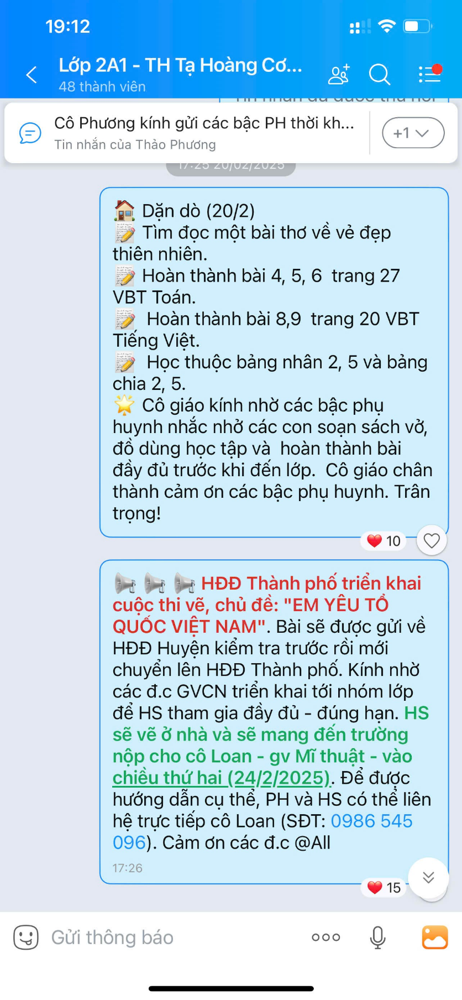 19:12
Lớp 2A1 - TH Tạ Hoàng Cơ...
48 thành viên
Tin nhắn đã được thu hồi
Cô Phương kính gửi các bậc PH thời kh...
Tin nhắn của Thảo Phương
+1
17:25 20/02/2025
Dặn dò (20/2)
Tìm đọc một bài thơ về vẻ đẹp
thiên nhiên.
Hoàn thành bài 4, 5, 6 trang 27
VBT Toán.
Hoàn thành bài 8,9 trang 20 VBT
Tiếng Việt.
Học thuộc bảng nhân 2, 5 và bảng
chia 2, 5.
Cô giáo kính nhờ các bậc phụ
huynh nhắc nhở các con soạn sách vở,
đồ dùng học tập và hoàn thành bài
đầy đủ trước khi đến lớp. Cô giáo chân
thành cảm ơn các bậc phụ huynh. Trân
trọng!
10
HĐĐ Thành phố triển khai
cuộc thi vẽ, chủ đề: "EM YÊU TỔ
QUỐC VIỆT NAM". Bài sẽ được gửi về
HĐĐ Huyện kiểm tra trước rồi mới
chuyển lên HĐĐ Thành phố. Kính nhờ
các đ.c GVCN triển khai tới nhóm lớp
để HS tham gia đầy đủ - đúng hạn. HS
sẽ vẽ ở nhà và sẽ mang đến trường
nộp cho cô Loan - gv Mĩ thuật - vào
chiều thứ hai (24/2/2025). Để được
hướng dẫn cụ thể, PH và HS có thể liên
hệ trực tiếp cô Loan (SĐT: 0986 545
096). Cảm ơn các đ.c @All
17:26
15
Gửi thông báo